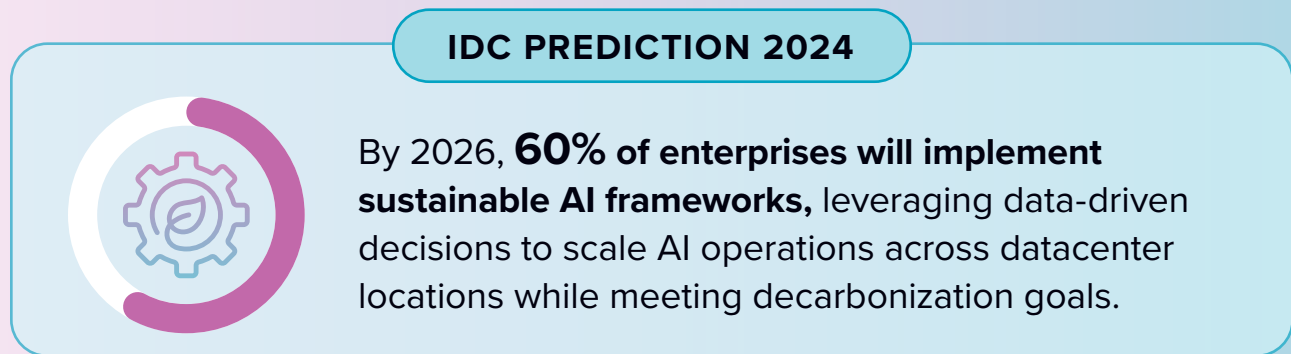 IDC PREDICTION 2024
By 2026, 60% of enterprises will implement
sustainable AI frameworks, leveraging data-driven
decisions to scale AI operations across datacenter
locations while meeting decarbonization goals.